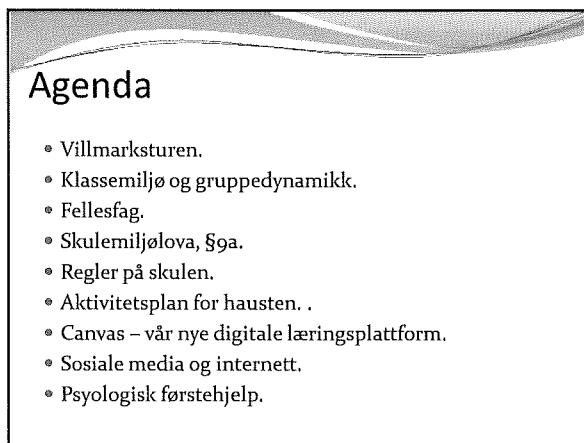 Agenda
• Villmarksturen.
• Klassemiljø og gruppedynamikk.
• Fellesfag.
• Skulemiljølova, §9a.
• Regler på skulen.
• Aktivitetsplan for hausten. .
• Canvas – vår nye digitale læringsplattform.
• Sosiale media og internett.
• Psyologisk førstehjelp.